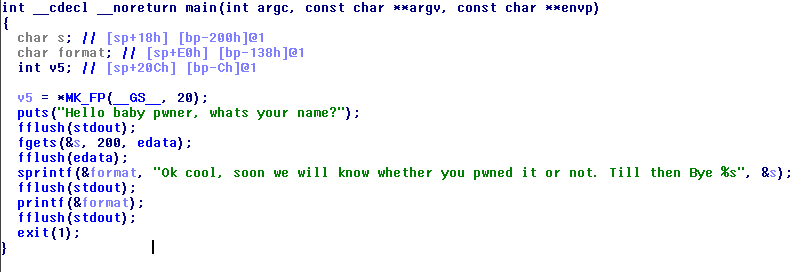 int __cdecl __noreturn main(int argc, const char **argv, const char **envp)
{
char s; // [sp+18h] [bp-200h]@1
char format; // [sp+E0h] [bp-138h]@1
int v5; // [sp+20Ch] [bp-Ch]@1
v5 = *MK_FP(__GS__, 20);
puts("Hello baby pwner, whats your name?");
fflush(stdout);
fgets(&s, 200, edata);
fflush(edata);
sprintf(&format, "Ok cool, soon we will know whether you pwned it or not. Till then Bye %s", &s);
fflush(stdout);
printf(&format);
fflush(stdout);
exit(1);
}